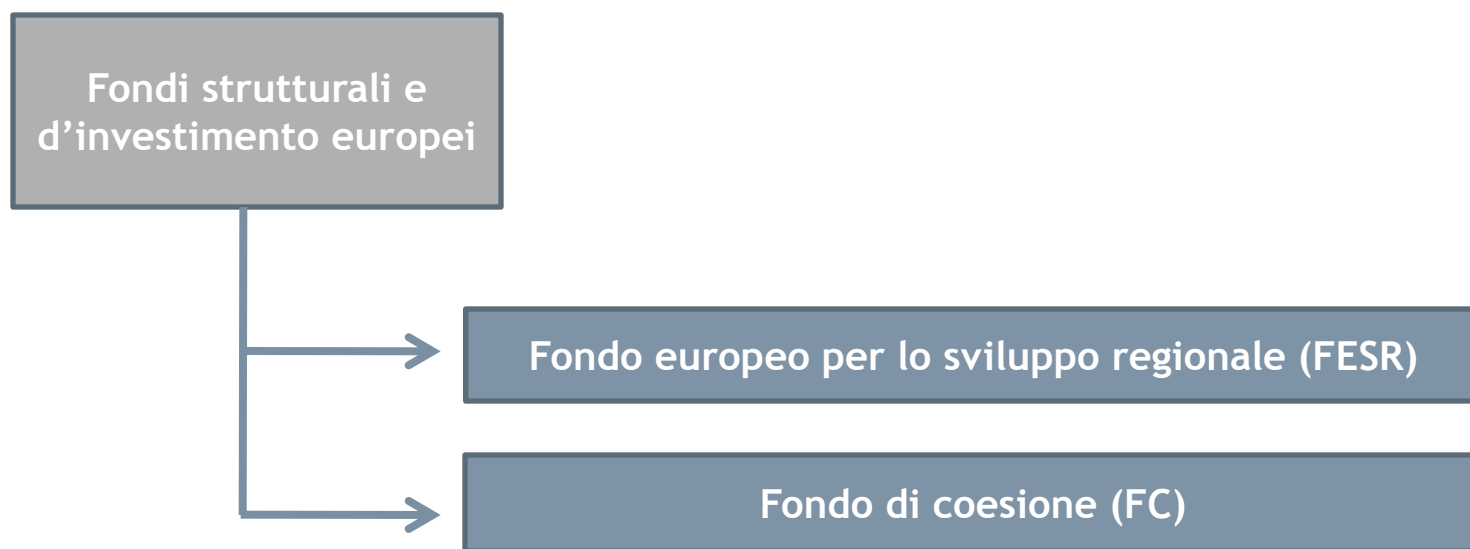 Fondi strutturali e
d’investimento europei
Fondo europeo per lo sviluppo regionale (FESR)
Fondo di coesione (FC)